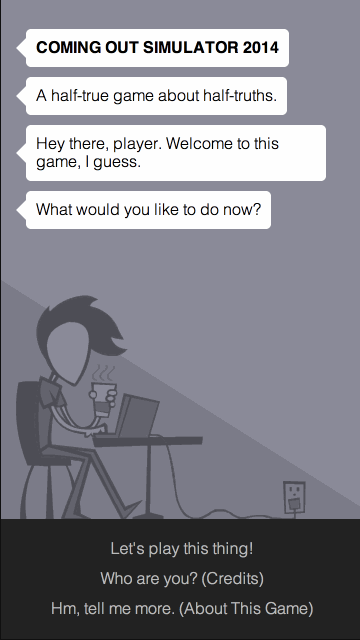 COMING OUT SIMULATOR 2014
A half-true game about half-truths.
Hey there, player. Welcome to this
game, I guess.
What would you like to do now?
Let's play this thing!
Who are you? (Credits)
Hm, tell me more. (About This Game)